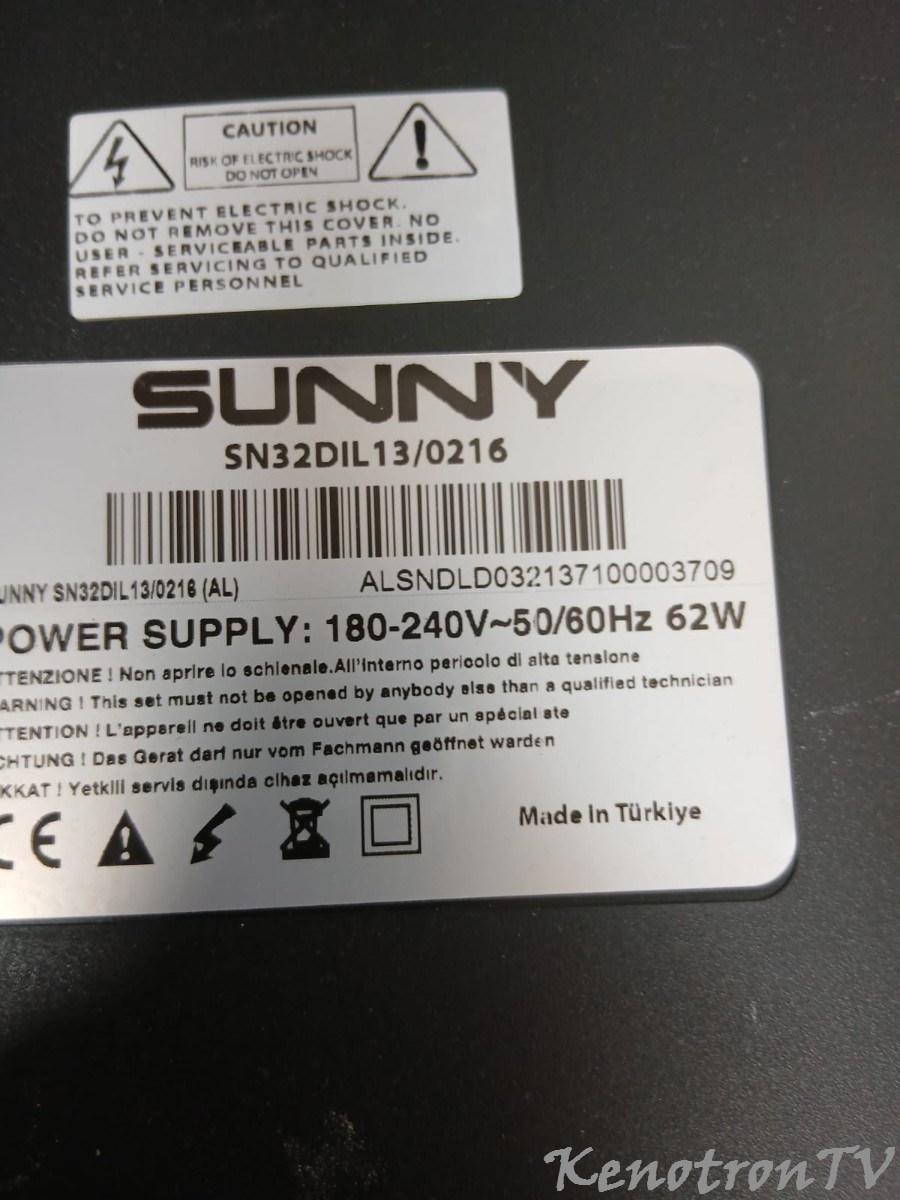 CAUTION
RISK OF ELECTRIC SHOCK
DO NOT OPEN
TO PREVENT ELECTRIC SHOCK.
DO NOT REMOVE THIS COVER. NO
USER - SERVICEABLE PARTS INSIDE.
REFER SERVICING TO QUALIFIED
SERVICE PERSONNEL
SUNNY
SN32DIL13/0216
UNNY SN32DIL13/0216 (AL)
ALSNDLD032137100003709
POWER SUPPLY: 180-240V~50/60Hz 62W
TTENZIONE ! Non aprire lo schienale.All'interno pericolo di alta tensione
ARNING ! This set must not be opened by anybody else than a qualified technician
TTENTION ! L'appareil ne doit être ouvert que par un spécial ste
CHTUNG ! Das Gerat darf nur vom Fachmann geöffnet warden
KKAT ! Yetkili servis dışında cihaz açılmamalıdır.
CE
Made in Türkiye
KenotronTV